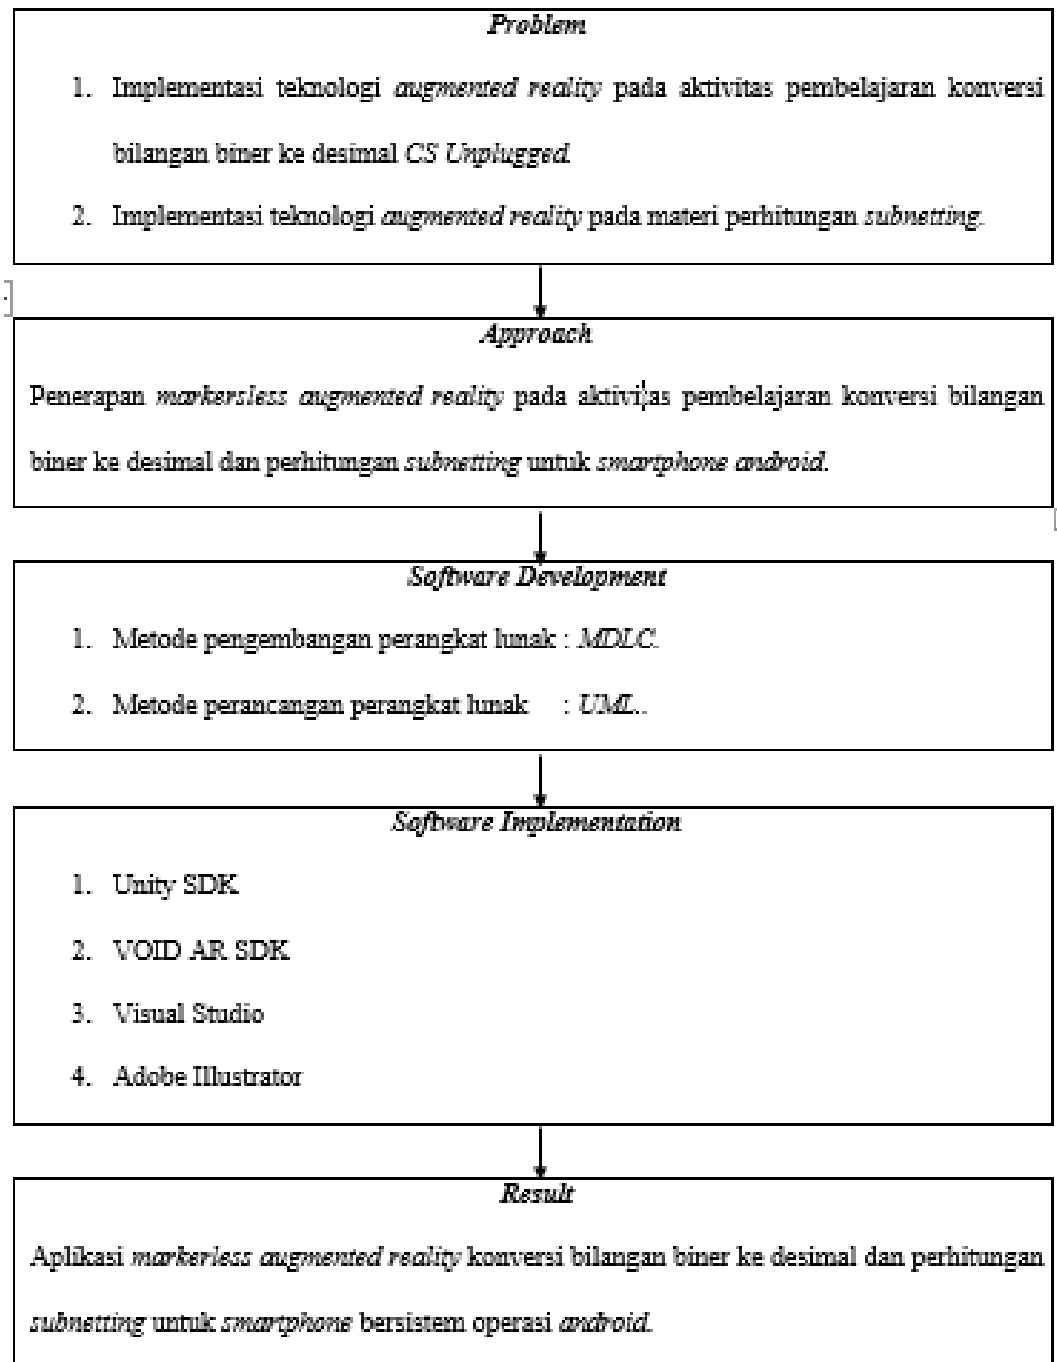 Problem
1. Implementasi teknologi augmented reality pada aktivitas pembelajaran konversi
bilangan biner ke desimal CS Unplugged.
2. Implementasi teknologi augmented reality pada materi perhitungan subnetting.
Approach
Penerapan markersless augmented reality pada aktivitas pembelajaran konversi bilangan
biner ke desimal dan perhitungan subnetting untuk smartphone android.
Software Development
1. Metode pengembangan perangkat lunak : MDLC.
2. Metode perancangan perangkat lunak : UML..
Software Implementation
1. Unity SDK
2. VOID AR SDK
3. Visual Studio
4. Adobe Illustrator
Result
Aplikasi markerless augmented reality konversi bilangan biner ke desimal dan perhitungan
subnetting untuk smartphone bersistem operasi android.